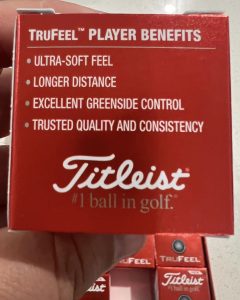 TRUFEEL™ PLAYER BENEFITS
• ULTRA-SOFT FEEL
• LONGER DISTANCE
• EXCELLENT GREENSIDE CONTROL
• TRUSTED QUALITY AND CONSISTENCY
Titleist®
#1 ball in golf.®
TRUFEEL
TRUFEEL
Titleist